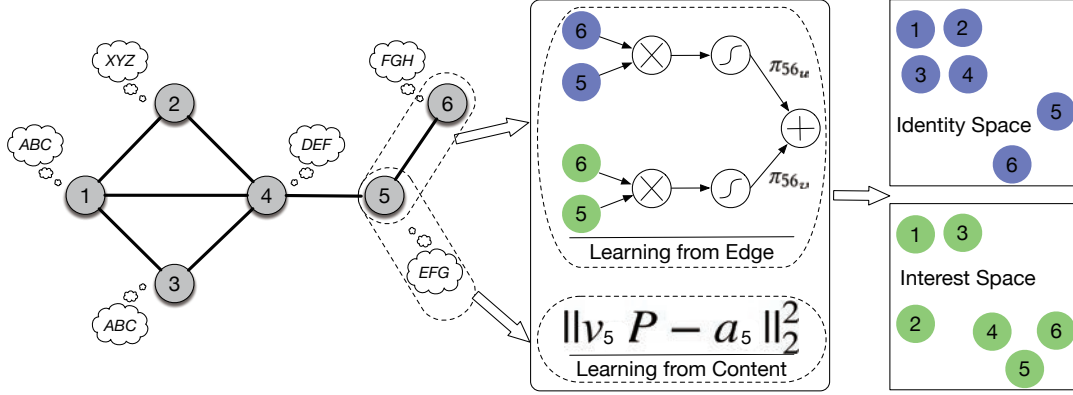 XYZ
2
ABC
1
DEF
4
3
ABC
FGH
6
5
EFG
6
5
π56u
6
5
π56v
Learning from Edge
||v5 P − a5||₂²
Learning from Content
1
2
3
4
5
Identity Space
6
1
3
Interest Space
2
4
6
5